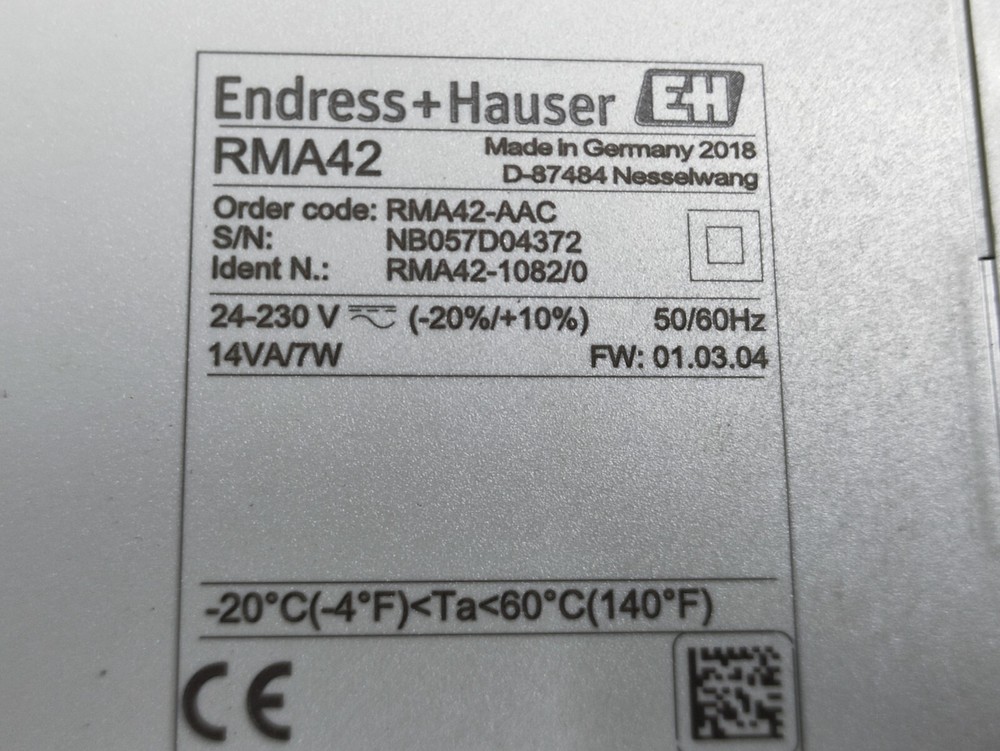 Endress+Hauser EH
RMA42
Made in Germany 2018
D-87484 Nesselwang
Order code: RMA42-AAC
S/N: NB057D04372
Ident N.: RMA42-1082/0
24-230 V ⎓ ~ (-20%/+10%) 50/60Hz
14VA/7W FW: 01.03.04
-20°C(-4°F)<Ta<60°C(140°F)
CE